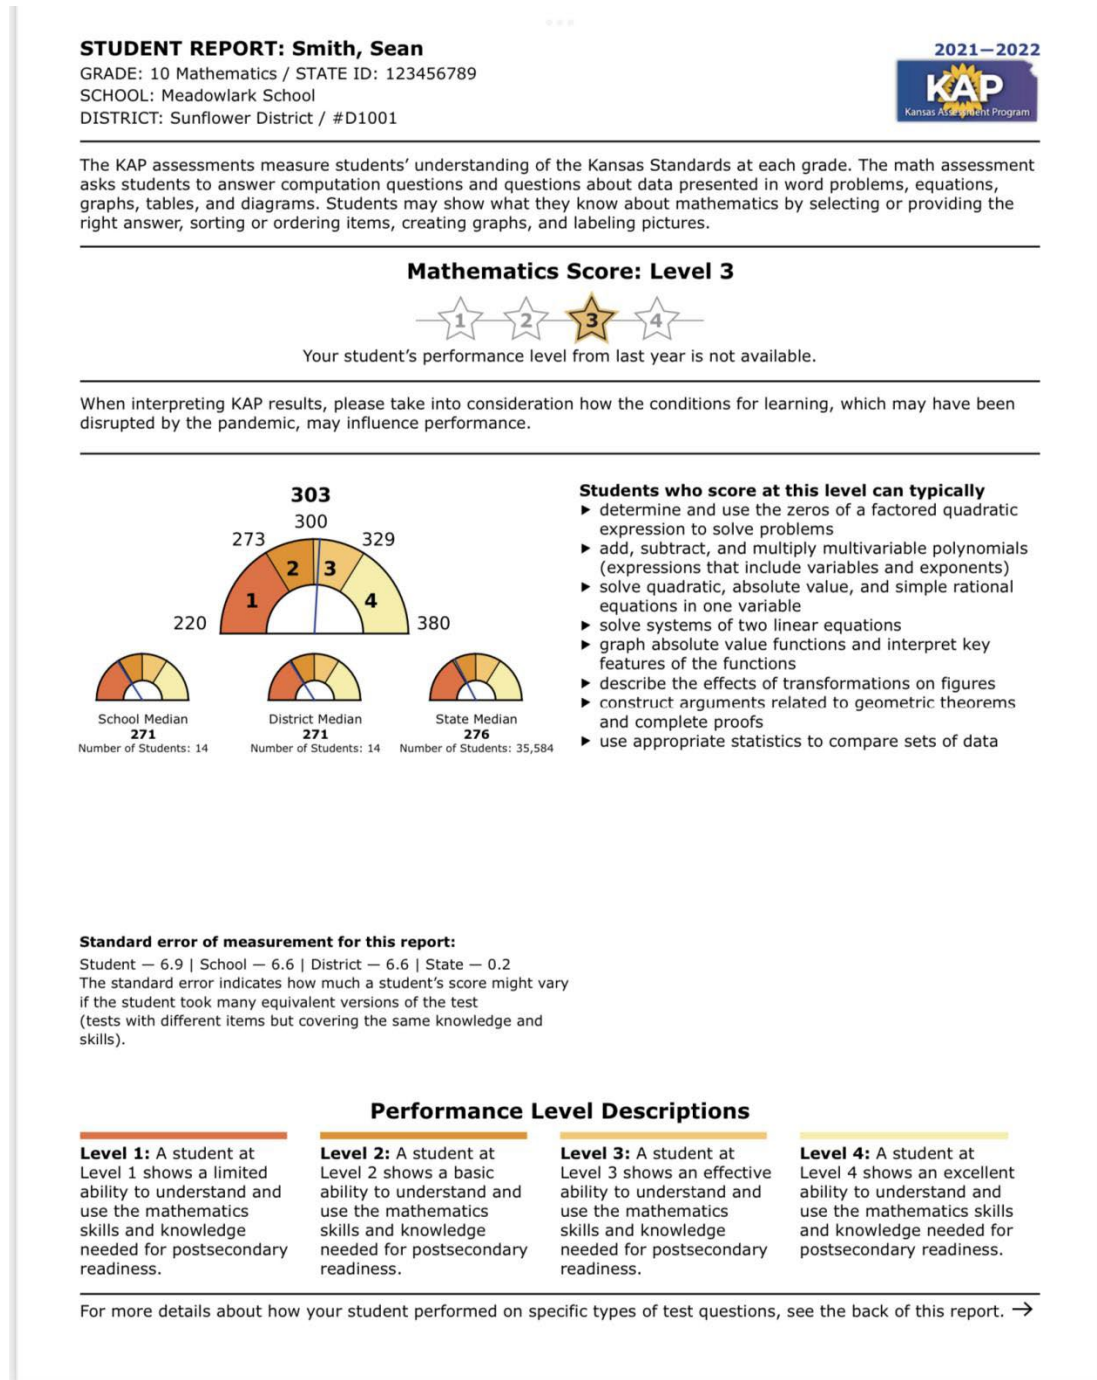 STUDENT REPORT: Smith, Sean
GRADE: 10 Mathematics / STATE ID: 123456789
SCHOOL: Meadowlark School
DISTRICT: Sunflower District / #D1001
2021—2022
KAP
Kansas Assessment Program
The KAP assessments measure students’ understanding of the Kansas Standards at each grade. The math assessment
asks students to answer computation questions and questions about data presented in word problems, equations,
graphs, tables, and diagrams. Students may show what they know about mathematics by selecting or providing the
right answer, sorting or ordering items, creating graphs, and labeling pictures.
Mathematics Score: Level 3
1 2 3 4
Your student’s performance level from last year is not available.
When interpreting KAP results, please take into consideration how the conditions for learning, which may have been
disrupted by the pandemic, may influence performance.
303
300
273 329
2 3
1 4
220 380
School Median
271
Number of Students: 14
District Median
271
Number of Students: 14
State Median
276
Number of Students: 35,584
Students who score at this level can typically
▶ determine and use the zeros of a factored quadratic
expression to solve problems
▶ add, subtract, and multiply multivariable polynomials
(expressions that include variables and exponents)
▶ solve quadratic, absolute value, and simple rational
equations in one variable
▶ solve systems of two linear equations
▶ graph absolute value functions and interpret key
features of the functions
▶ describe the effects of transformations on figures
▶ construct arguments related to geometric theorems
and complete proofs
▶ use appropriate statistics to compare sets of data
Standard error of measurement for this report:
Student — 6.9 | School — 6.6 | District — 6.6 | State — 0.2
The standard error indicates how much a student’s score might vary
if the student took many equivalent versions of the test
(tests with different items but covering the same knowledge and
skills).
Performance Level Descriptions
Level 1: A student at
Level 1 shows a limited
ability to understand and
use the mathematics
skills and knowledge
needed for postsecondary
readiness.
Level 2: A student at
Level 2 shows a basic
ability to understand and
use the mathematics
skills and knowledge
needed for postsecondary
readiness.
Level 3: A student at
Level 3 shows an effective
ability to understand and
use the mathematics
skills and knowledge
needed for postsecondary
readiness.
Level 4: A student at
Level 4 shows an excellent
ability to understand and
use the mathematics skills
and knowledge needed for
postsecondary readiness.
For more details about how your student performed on specific types of test questions, see the back of this report. →